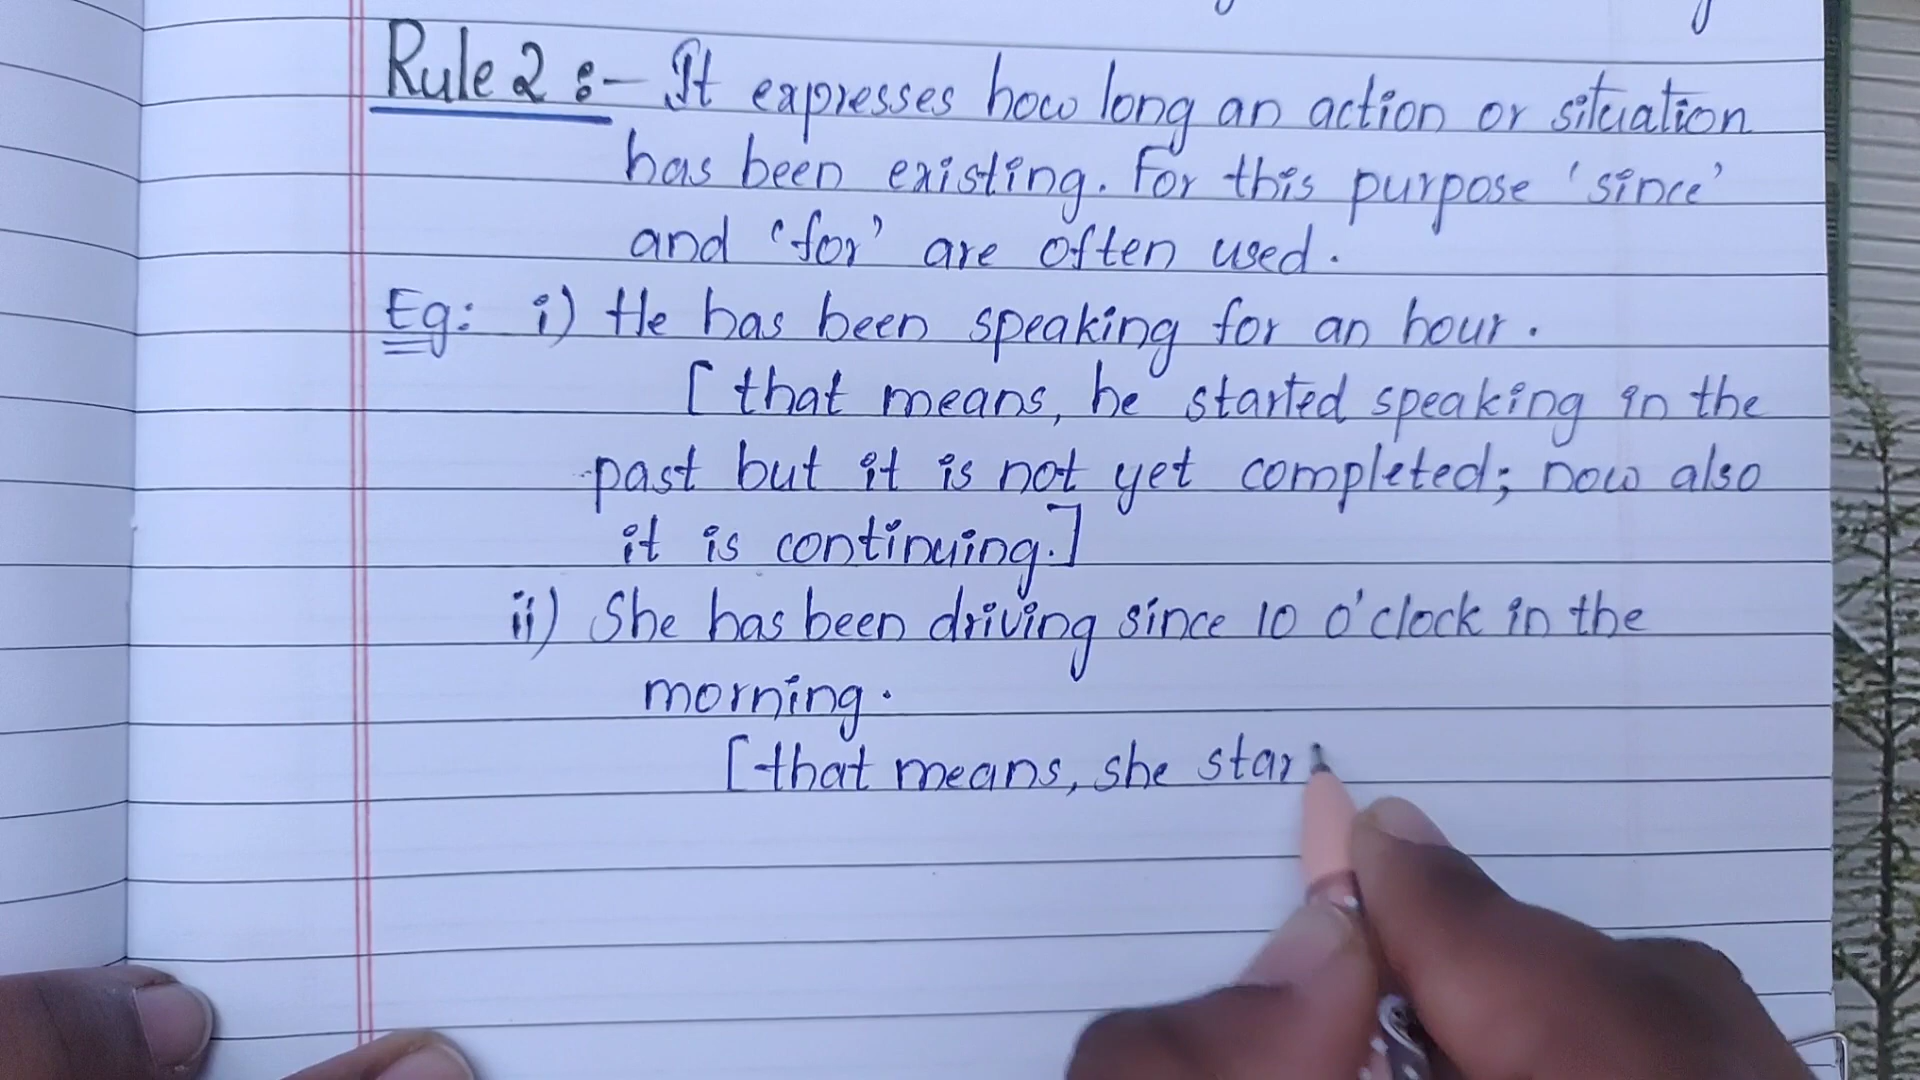 Rule 2 :- It expresses how long an action or situation
has been existing. For this purpose 'since'
and 'for' are often used.
Eg: i) He has been speaking for an hour.
[that means, he started speaking in the
past but it is not yet completed; now also
it is continuing.]
ii) She has been driving since 10 o'clock in the
morning.
[that means, she star